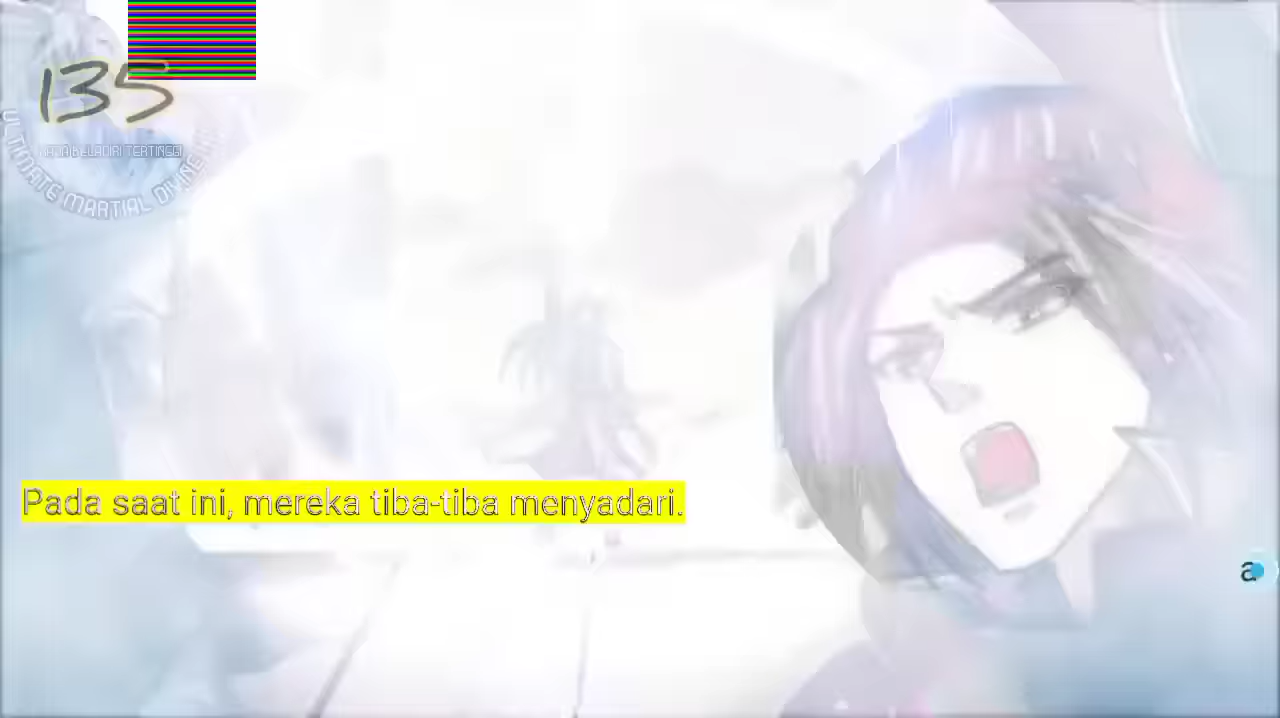 135
ULTIMATE MARTIAL DIVINE
Pada saat ini, mereka tiba-tiba menyadari.
a